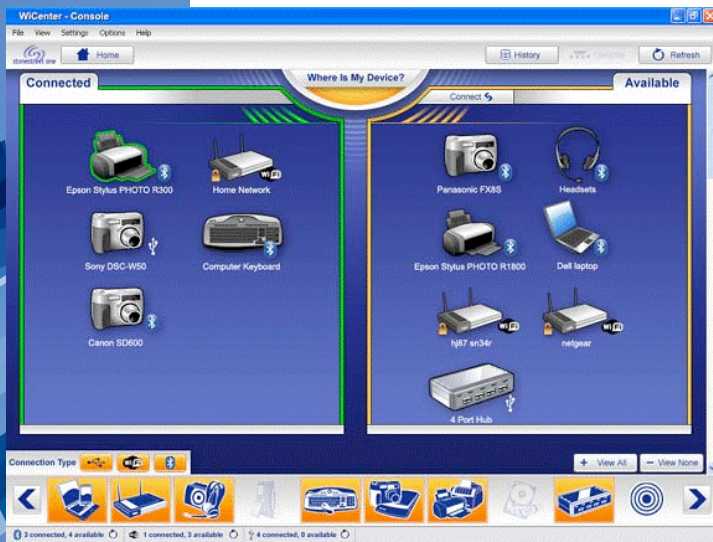 WiCenter - Console
File View Settings Options Help
stonestreet one
Home
History
Refresh
Connected
Where Is My Device?
Available
Connect
Epson Stylus PHOTO R300
Home Network
Panasonic FX8S
Headsets
Sony DSC-W50
Computer Keyboard
Epson Stylus PHOTO R1800
Dell laptop
Canon SD600
hj87 sn34r
netgear
4 Port Hub
Connection Type
+ View All
− View None
3 connected, 4 available
1 connected, 3 available
4 connected, 0 available